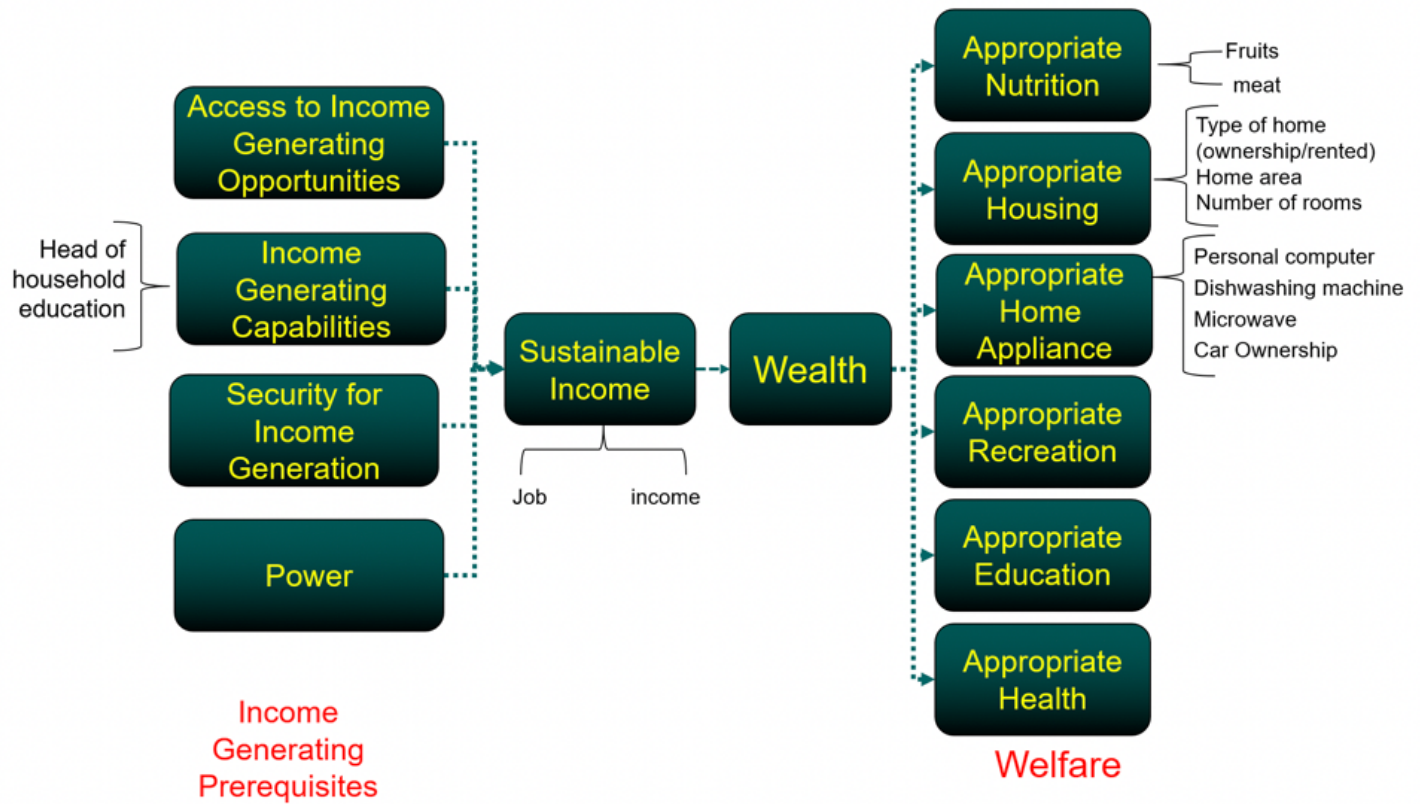 Access to Income
Generating
Opportunities
Head of
household
education
Income
Generating
Capabilities
Security for
Income
Generation
Power
Income
Generating
Prerequisites
Sustainable
Income
Job
income
Wealth
Appropriate
Nutrition
Fruits
meat
Appropriate
Housing
Type of home
(ownership/rented)
Home area
Number of rooms
Appropriate
Home
Appliance
Personal computer
Dishwashing machine
Microwave
Car Ownership
Appropriate
Recreation
Appropriate
Education
Appropriate
Health
Welfare